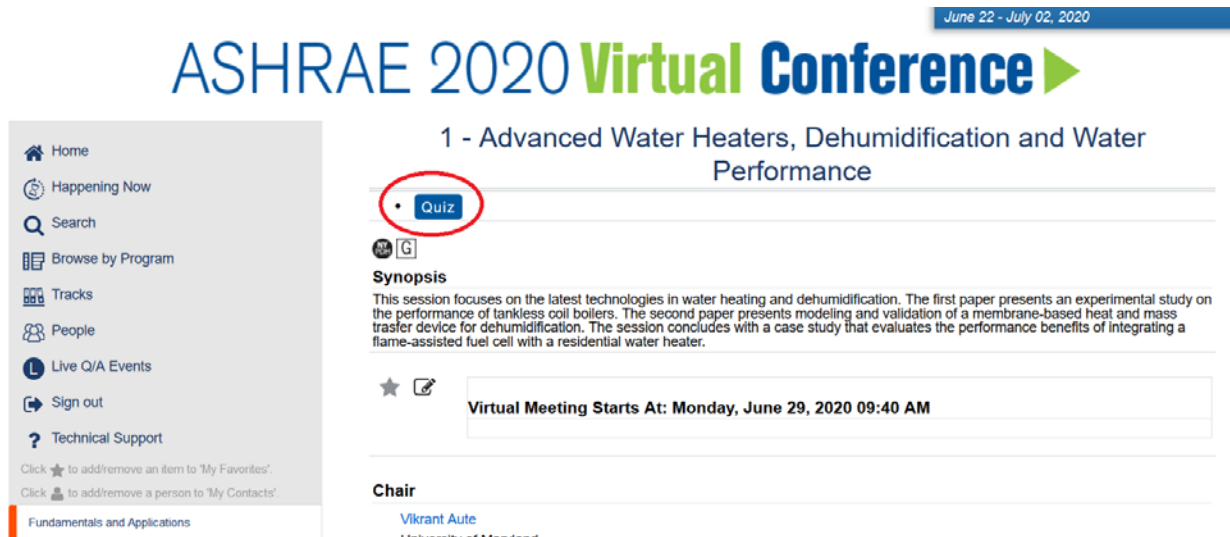 June 22 - July 02, 2020
ASHRAE 2020 Virtual Conference
Home
Happening Now
Search
Browse by Program
Tracks
People
L Live Q/A Events
Sign out
? Technical Support
Click to add/remove an item to 'My Favorites'.
Click to add/remove a person to 'My Contacts'.
Fundamentals and Applications
1 - Advanced Water Heaters, Dehumidification and Water
Performance
• Quiz
NY PDH G
Synopsis
This session focuses on the latest technologies in water heating and dehumidification. The first paper presents an experimental study on
the performance of tankless coil boilers. The second paper presents modeling and validation of a membrane-based heat and mass
trasfer device for dehumidification. The session concludes with a case study that evaluates the performance benefits of integrating a
flame-assisted fuel cell with a residential water heater.
Virtual Meeting Starts At: Monday, June 29, 2020 09:40 AM
Chair
Vikrant Aute
University of Maryland